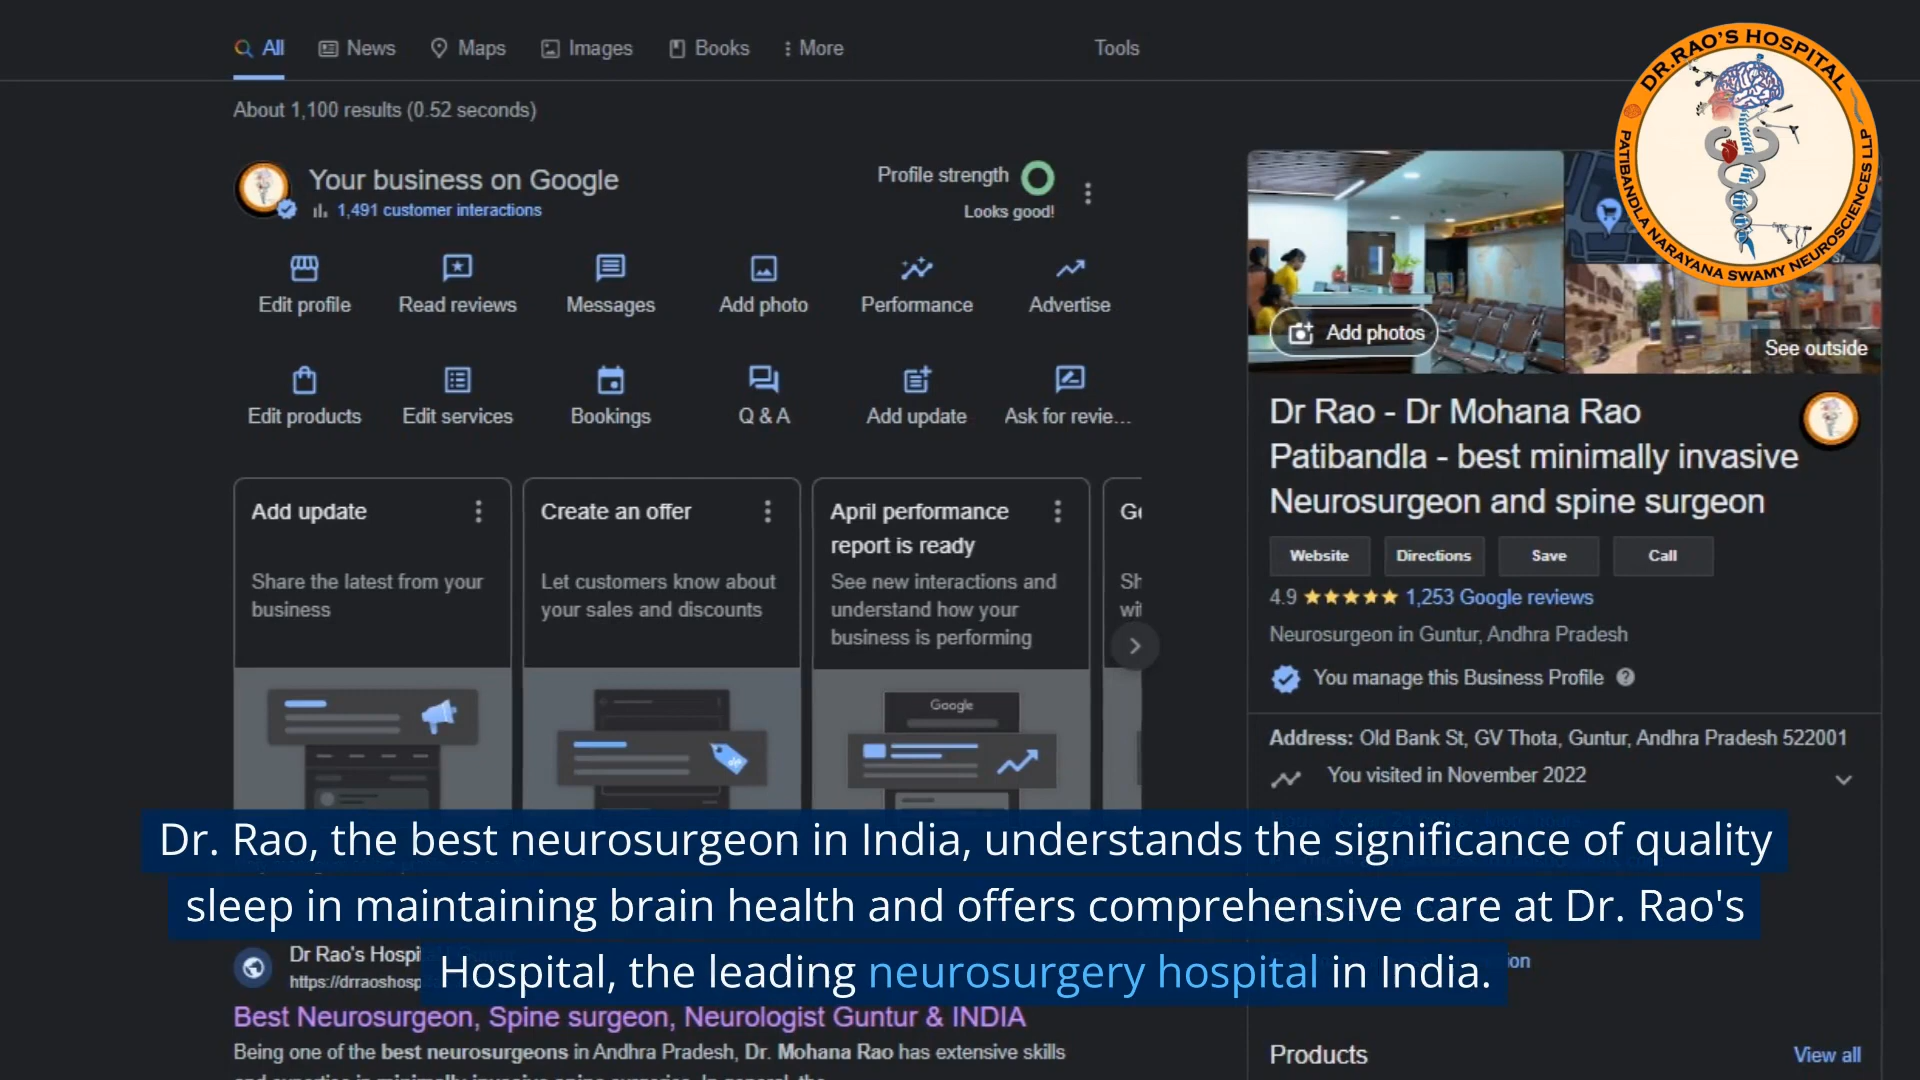 All News Maps Images Books More Tools
About 1,100 results (0.52 seconds)
DR.RAO'S HOSPITAL
PATIBANDLA NARAYANA SWAMY NEUROSCIENCES LLP
Your business on Google
1,491 customer interactions
Profile strength
Looks good!
Edit profile Read reviews Messages Add photo Performance Advertise
Edit products Edit services Bookings Q & A Add update Ask for revie...
Add update
Share the latest from your
business
Create an offer
Let customers know about
your sales and discounts
April performance
report is ready
See new interactions and
understand how your
business is performing
Google
Add photos
See outside
Dr Rao - Dr Mohana Rao
Patibandla - best minimally invasive
Neurosurgeon and spine surgeon
Website Directions Save Call
4.9 1,253 Google reviews
Neurosurgeon in Guntur, Andhra Pradesh
You manage this Business Profile
Address: Old Bank St, GV Thota, Guntur, Andhra Pradesh 522001
You visited in November 2022
Dr. Rao, the best neurosurgeon in India, understands the significance of quality
sleep in maintaining brain health and offers comprehensive care at Dr. Rao's
Hospital, the leading neurosurgery hospital in India.
Dr Rao's Hospi
https://drraoshosp
Best Neurosurgeon, Spine surgeon, Neurologist Guntur & INDIA
Being one of the best neurosurgeons in Andhra Pradesh, Dr. Mohana Rao has extensive skills
Products
View all